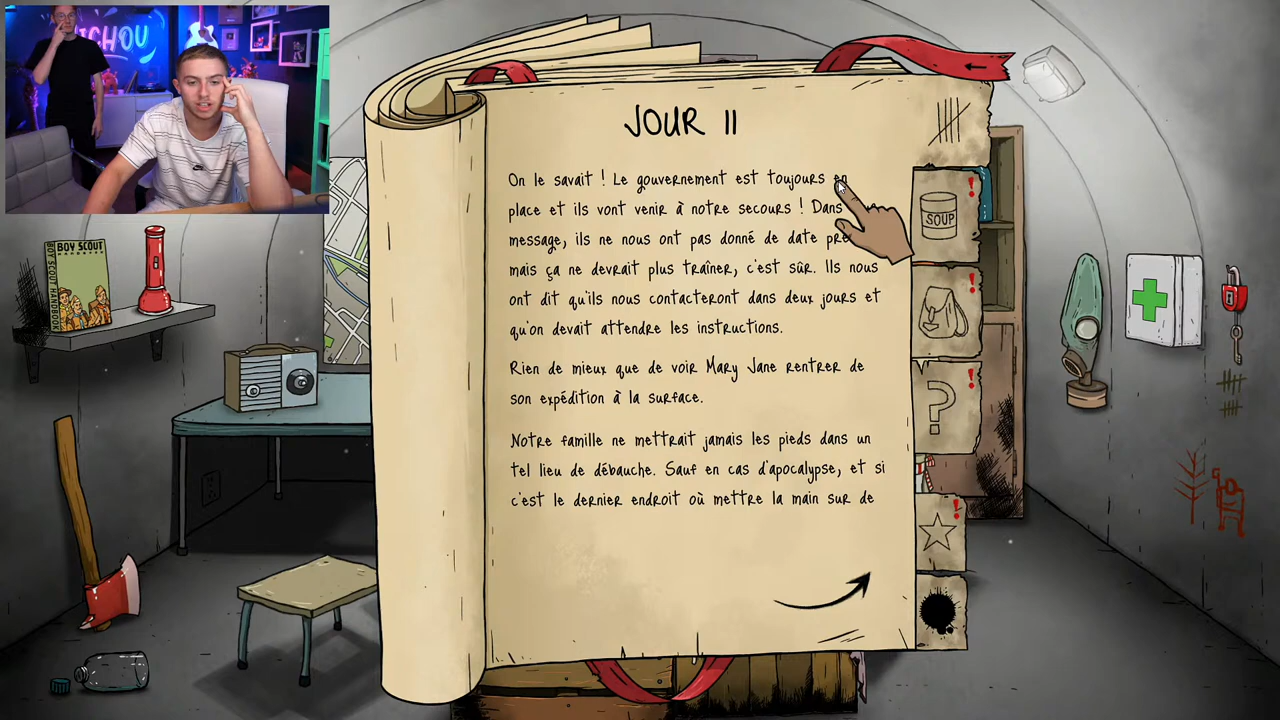 ICHOU
JOUR 11
On le savait ! Le gouvernement est toujours en
place et ils vont venir à notre secours ! Dans
message, ils ne nous ont pas donné de date
mais ça ne devrait plus traîner, c'est sûr. Ils nous
ont dit qu'ils nous contacteront dans deux jours et
qu'on devait attendre les instructions.
Rien de mieux que de voir Mary Jane rentrer de
son expédition à la surface.
Notre famille ne mettrait jamais les pieds dans un
tel lieu de débauche. Sauf en cas d'apocalypse, et si
c'est le dernier endroit où mettre la main sur de
SOUP
!
!
?
!
!
BOY SCOUT
BOY SCOUT HANDBOOK